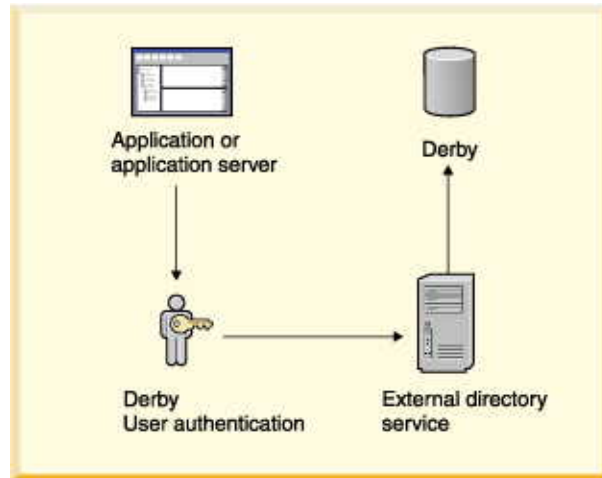 Application or
application server
Derby
Derby
User authentication
External directory
service